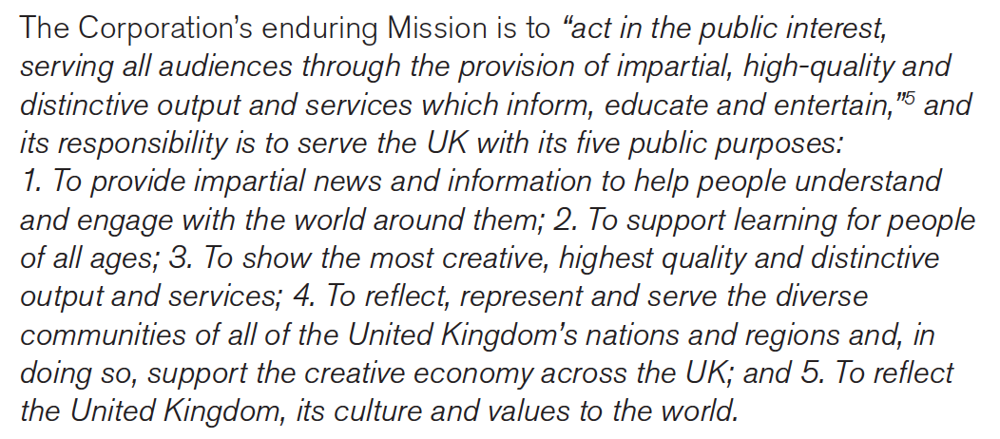 The Corporation’s enduring Mission is to “act in the public interest,
serving all audiences through the provision of impartial, high-quality and
distinctive output and services which inform, educate and entertain,”5 and
its responsibility is to serve the UK with its five public purposes:
1. To provide impartial news and information to help people understand
and engage with the world around them; 2. To support learning for people
of all ages; 3. To show the most creative, highest quality and distinctive
output and services; 4. To reflect, represent and serve the diverse
communities of all of the United Kingdom’s nations and regions and, in
doing so, support the creative economy across the UK; and 5. To reflect
the United Kingdom, its culture and values to the world.